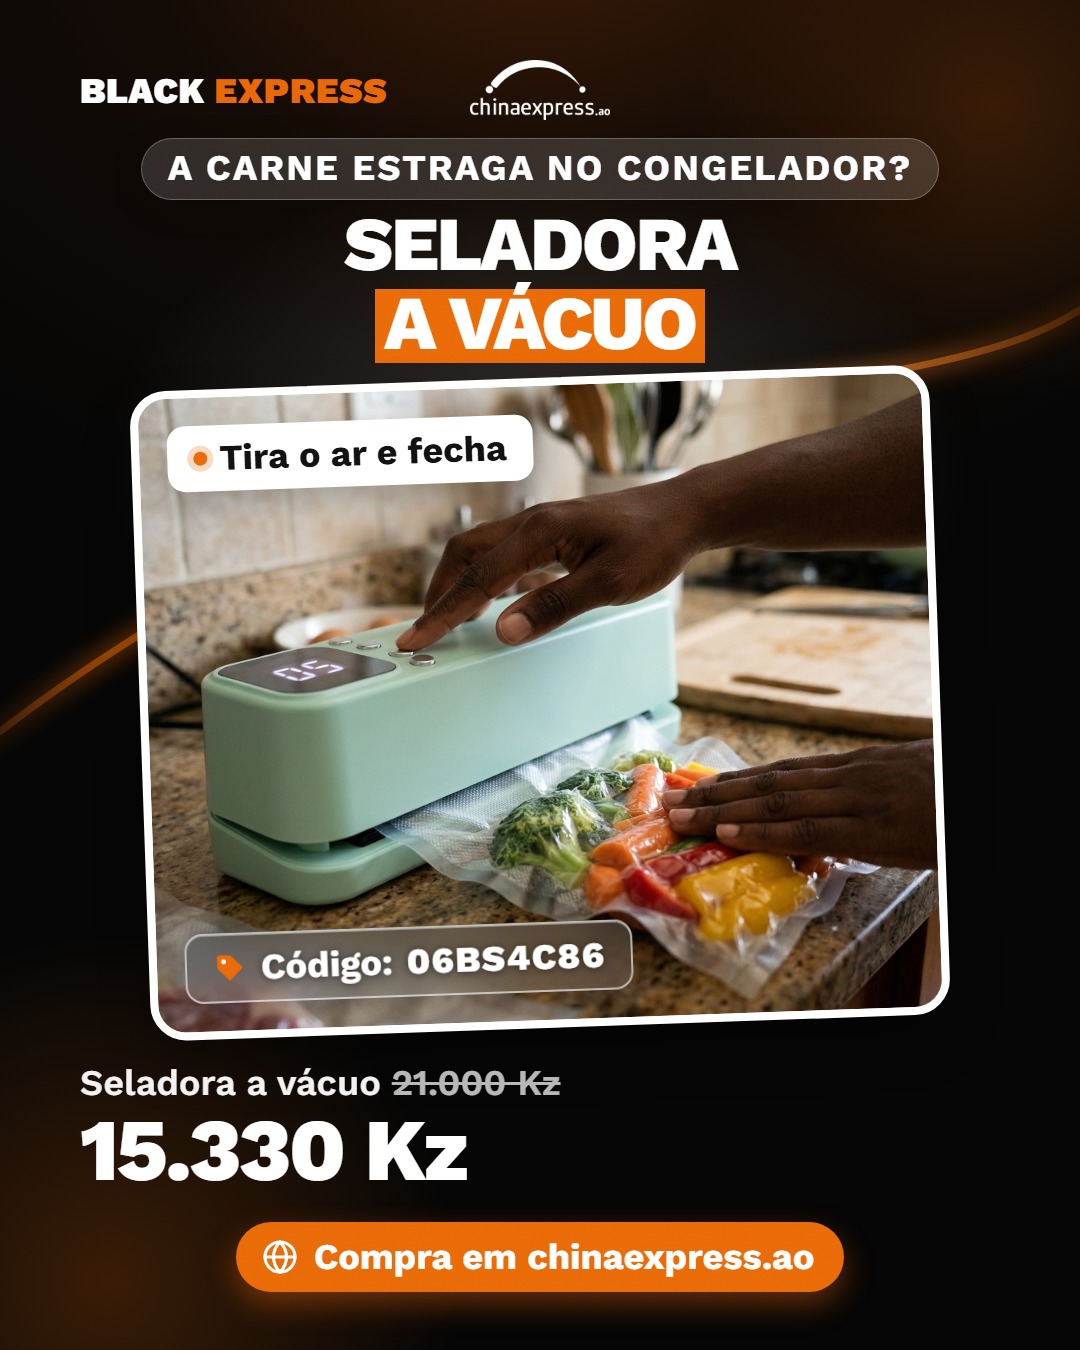 BLACK EXPRESS
chinaexpress.ao
A CARNE ESTRAGA NO CONGELADOR?
SELADORA
A VÁCUO
Tira o ar e fecha
05
Código: 06BS4C86
Seladora a vácuo 21.000 Kz
15.330 Kz
Compra em chinaexpress.ao